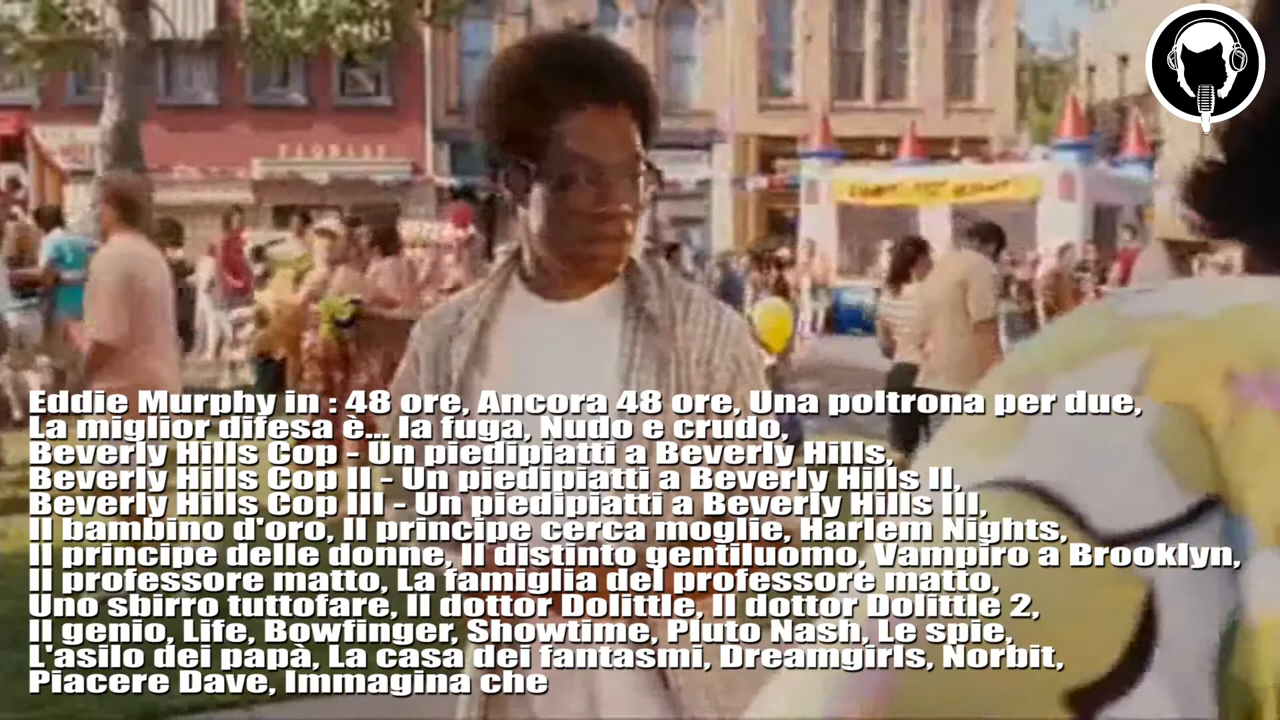 Eddie Murphy in : 48 ore, Ancora 48 ore, Una poltrona per due,
La miglior difesa è... la fuga, Nudo e crudo,
Beverly Hills Cop - Un piedipiatti a Beverly Hills,
Beverly Hills Cop II - Un piedipiatti a Beverly Hills II,
Beverly Hills Cop III - Un piedipiatti a Beverly Hills III,
Il bambino d'oro, Il principe cerca moglie, Harlem Nights,
Il principe delle donne, Il distinto gentiluomo, Vampiro a Brooklyn,
Il professore matto, La famiglia del professore matto,
Uno sbirro tuttofare, Il dottor Dolittle, Il dottor Dolittle 2,
Il genio, Life, Bowfinger, Showtime, Pluto Nash, Le spie,
L'asilo dei papà, La casa dei fantasmi, Dreamgirls, Norbit,
Piacere Dave, Immagina che